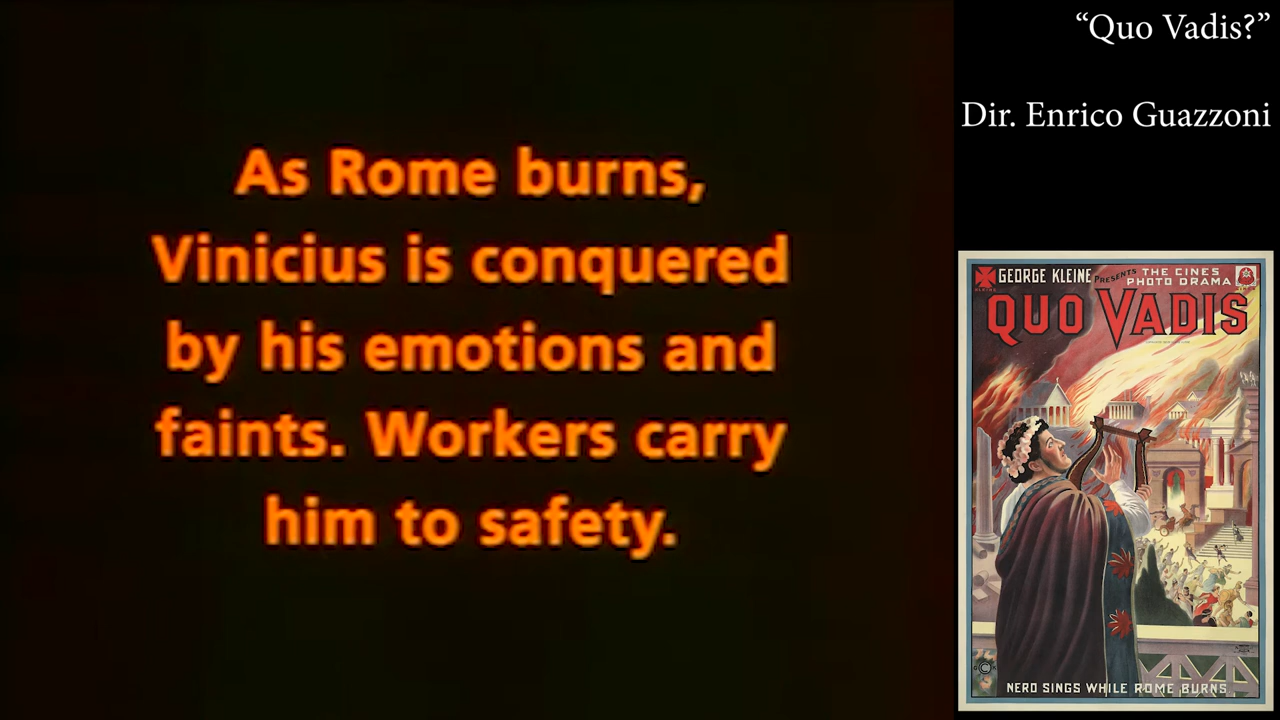 As Rome burns,
Vinicius is conquered
by his emotions and
faints. Workers carry
him to safety.
“Quo Vadis?”
Dir. Enrico Guazzoni
GEORGE KLEINE PRESENTS THE CINES
PHOTO DRAMA
KLEINE
QUO VADIS
NERO SINGS WHILE ROME BURNS